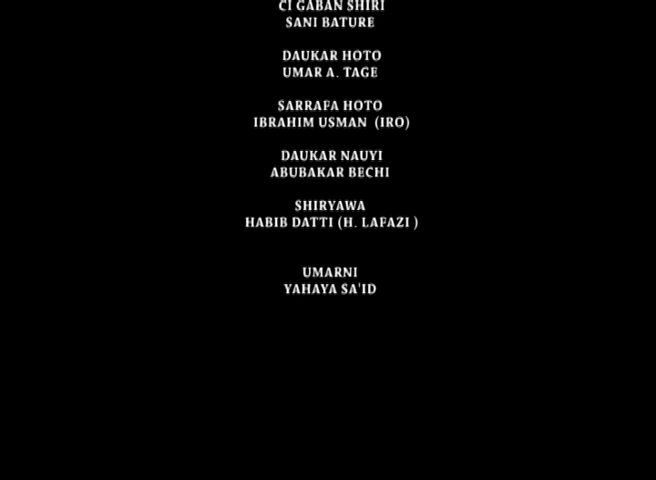 CI GABAN SHIRI
SANI BATURE
DAUKAR HOTO
UMAR A. TAGE
SARRAFA HOTO
IBRAHIM USMAN (IRO)
DAUKAR NAUYI
ABUBAKAR BECHI
SHIRYAWA
HABIB DATTI (H. LAFAZI )
UMARNI
YAHAYA SA'ID